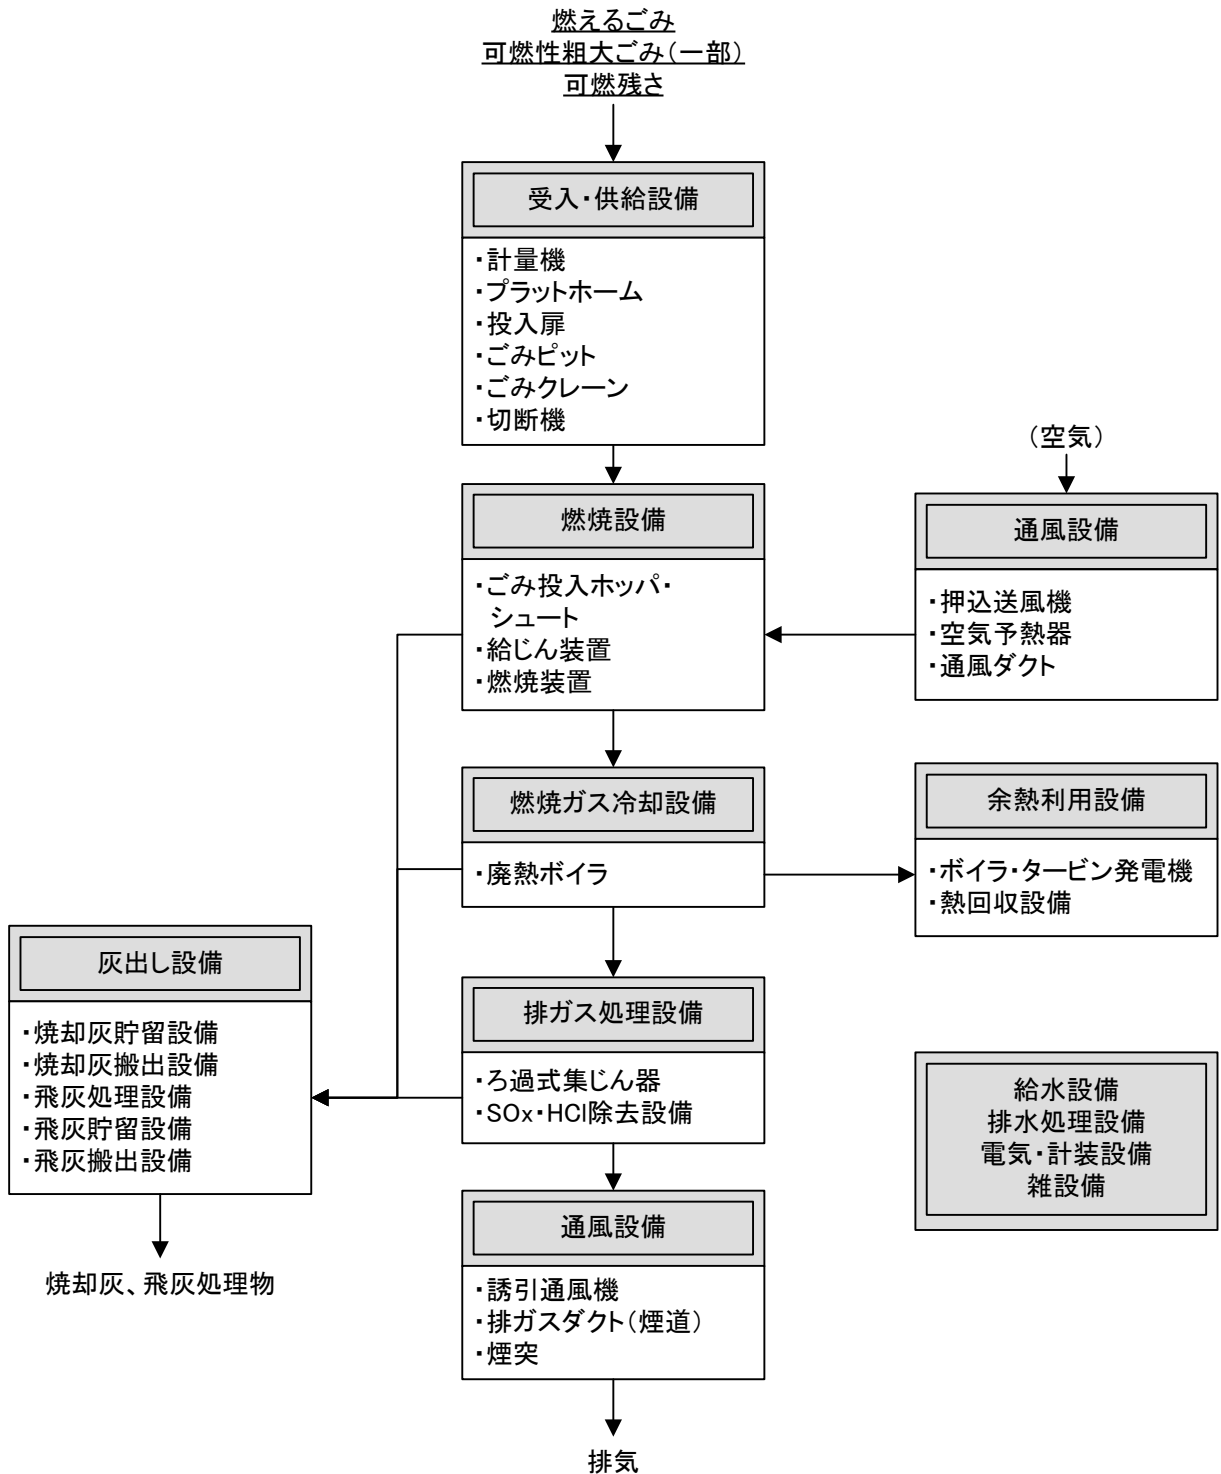 燃えるごみ
可燃性粗大ごみ（一部）
可燃残さ
受入・供給設備
・計量機
・プラットホーム
・投入扉
・ごみピット
・ごみクレーン
・切断機
（空気）
燃焼設備
・ごみ投入ホッパ・
シュート
・給じん装置
・燃焼装置
通風設備
・押込送風機
・空気予熱器
・通風ダクト
燃焼ガス冷却設備
・廃熱ボイラ
余熱利用設備
・ボイラ・タービン発電機
・熱回収設備
灰出し設備
・焼却灰貯留設備
・焼却灰搬出設備
・飛灰処理設備
・飛灰貯留設備
・飛灰搬出設備
焼却灰、飛灰処理物
排ガス処理設備
・ろ過式集じん器
・SOx・HCl除去設備
給水設備
排水処理設備
電気・計装設備
雑設備
通風設備
・誘引通風機
・排ガスダクト（煙道）
・煙突
排気